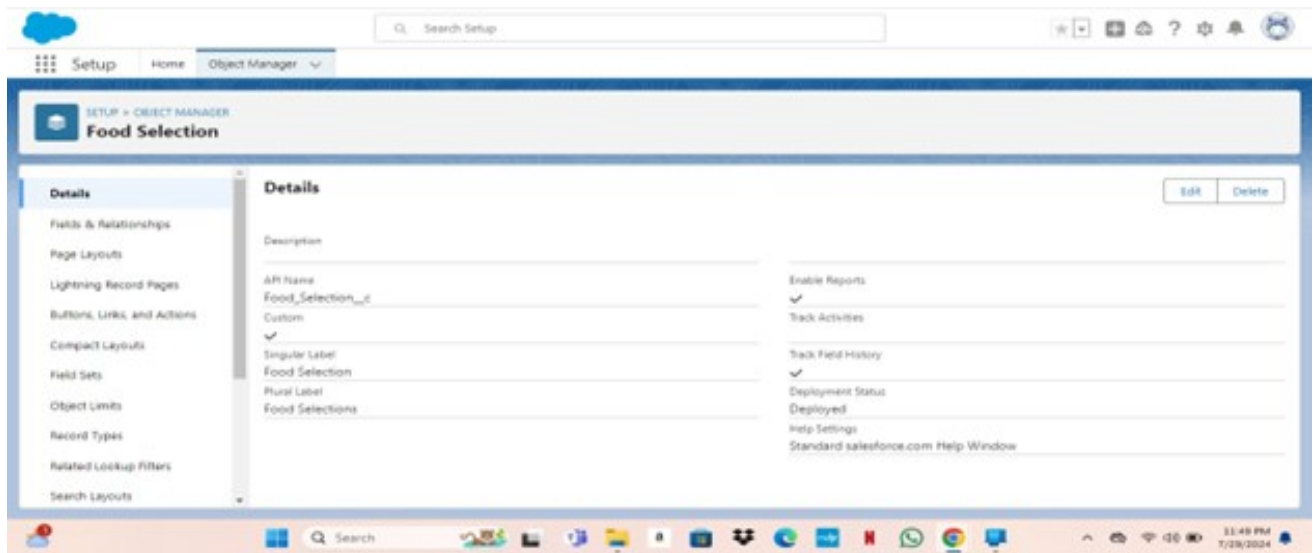 Search Setup
Setup
Home
Object Manager
SETUP > OBJECT MANAGER
Food Selection
Details
Fields & Relationships
Page Layouts
Lightning Record Pages
Buttons, Links, and Actions
Compact Layouts
Field Sets
Object Limits
Record Types
Related Lookup Filters
Search Layouts
Details
Edit
Delete
Description
API Name
Food_Selection__c
Custom
Singular Label
Food Selection
Plural Label
Food Selections
Enable Reports
Track Activities
Track Field History
Deployment Status
Deployed
Help Settings
Standard salesforce.com Help Window
Search
11:49 PM
7/29/2024